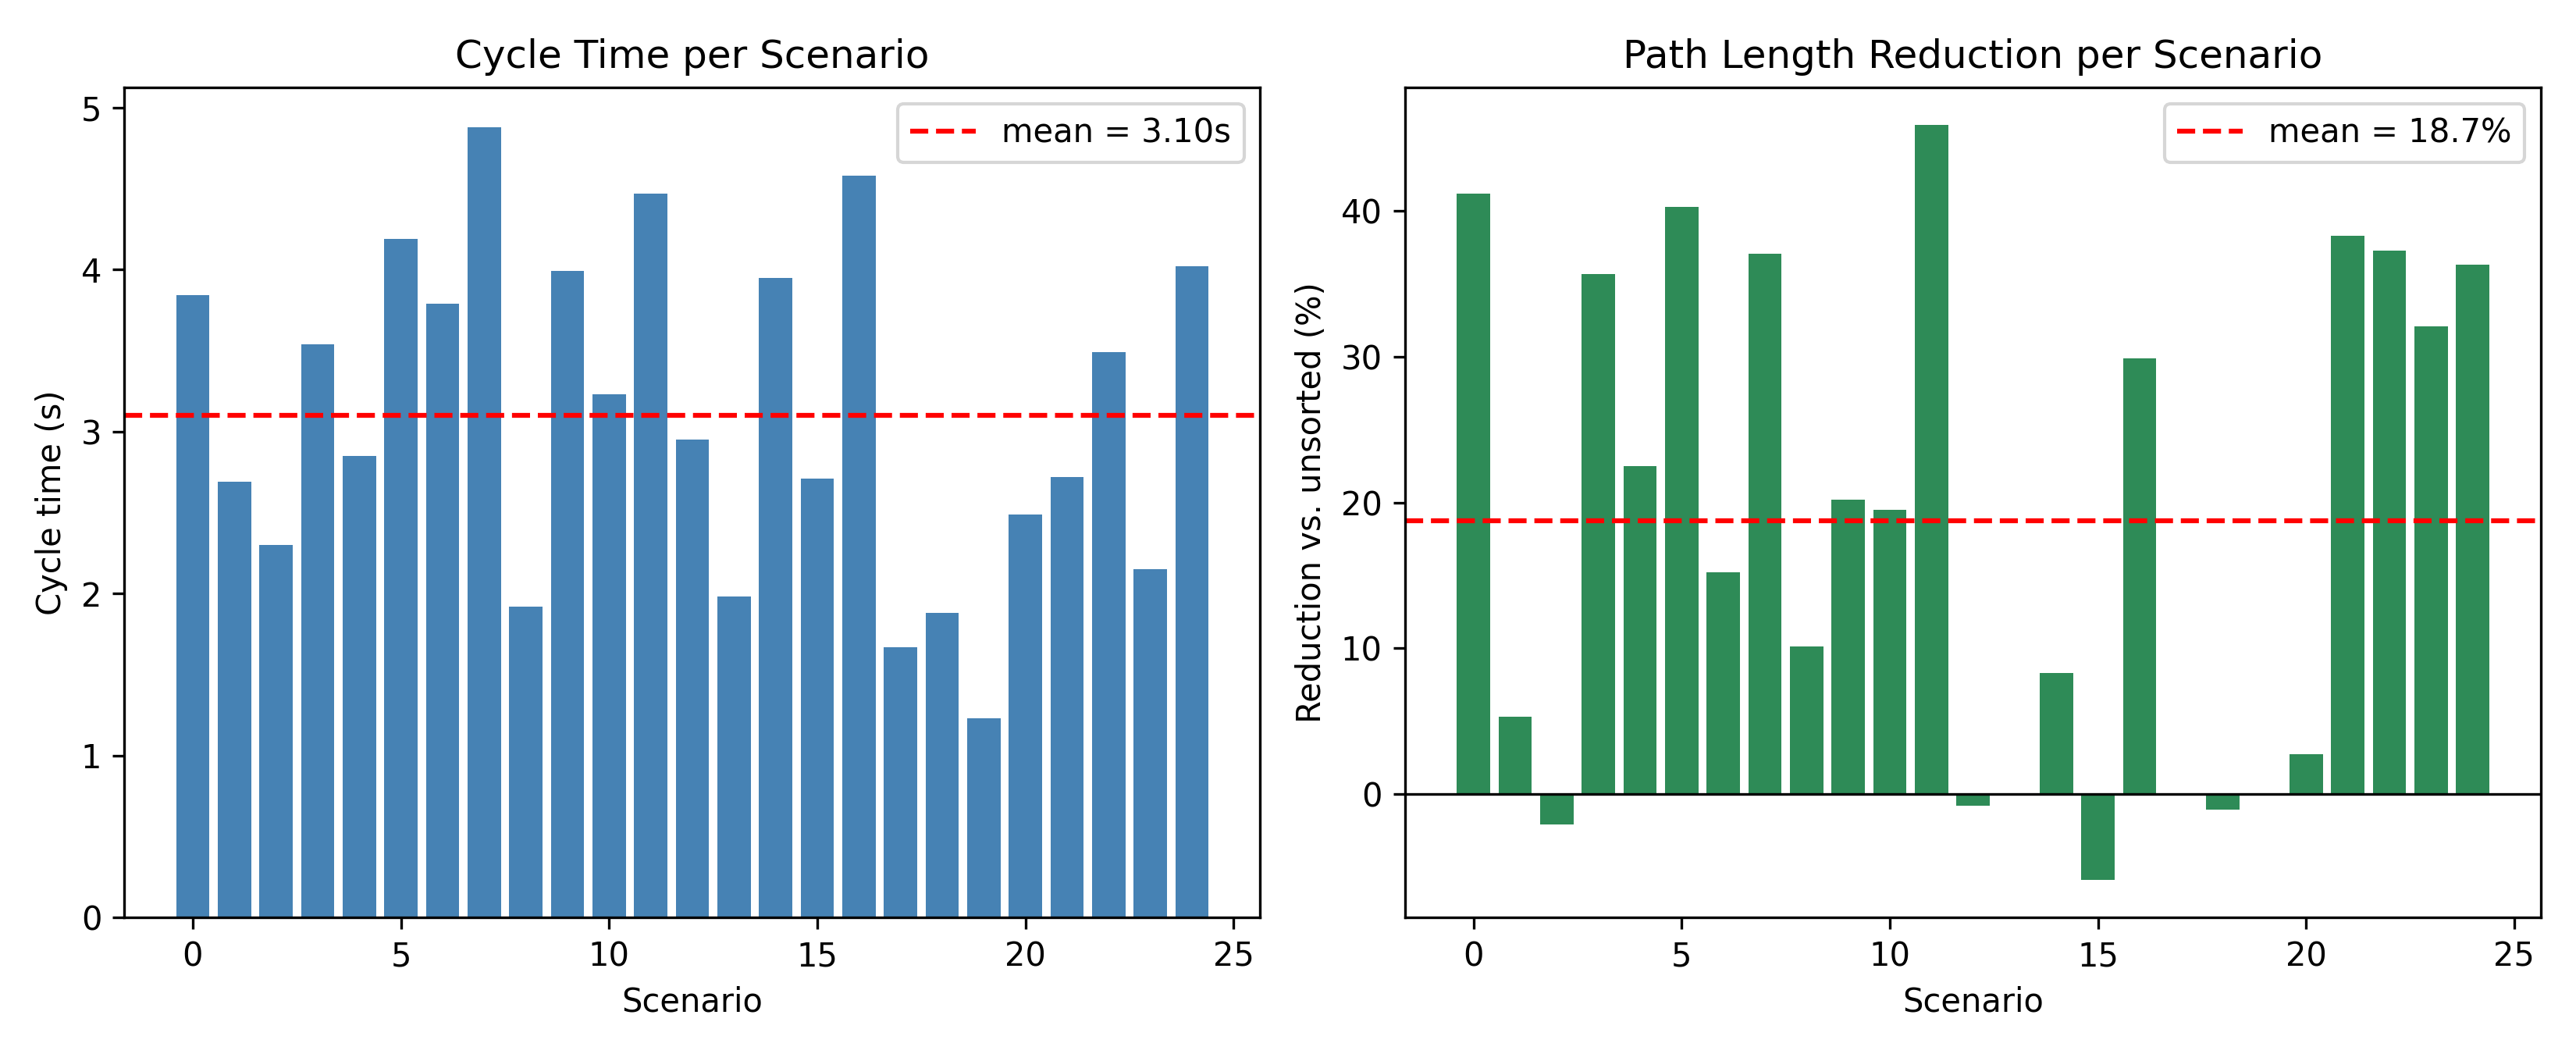 Cycle Time per Scenario
mean = 3.10s
5
4
3
2
1
0
Cycle time (s)
0 5 10 15 20 25
Scenario
Path Length Reduction per Scenario
mean = 18.7%
40
30
20
10
0
Reduction vs. unsorted (%)
0 5 10 15 20 25
Scenario